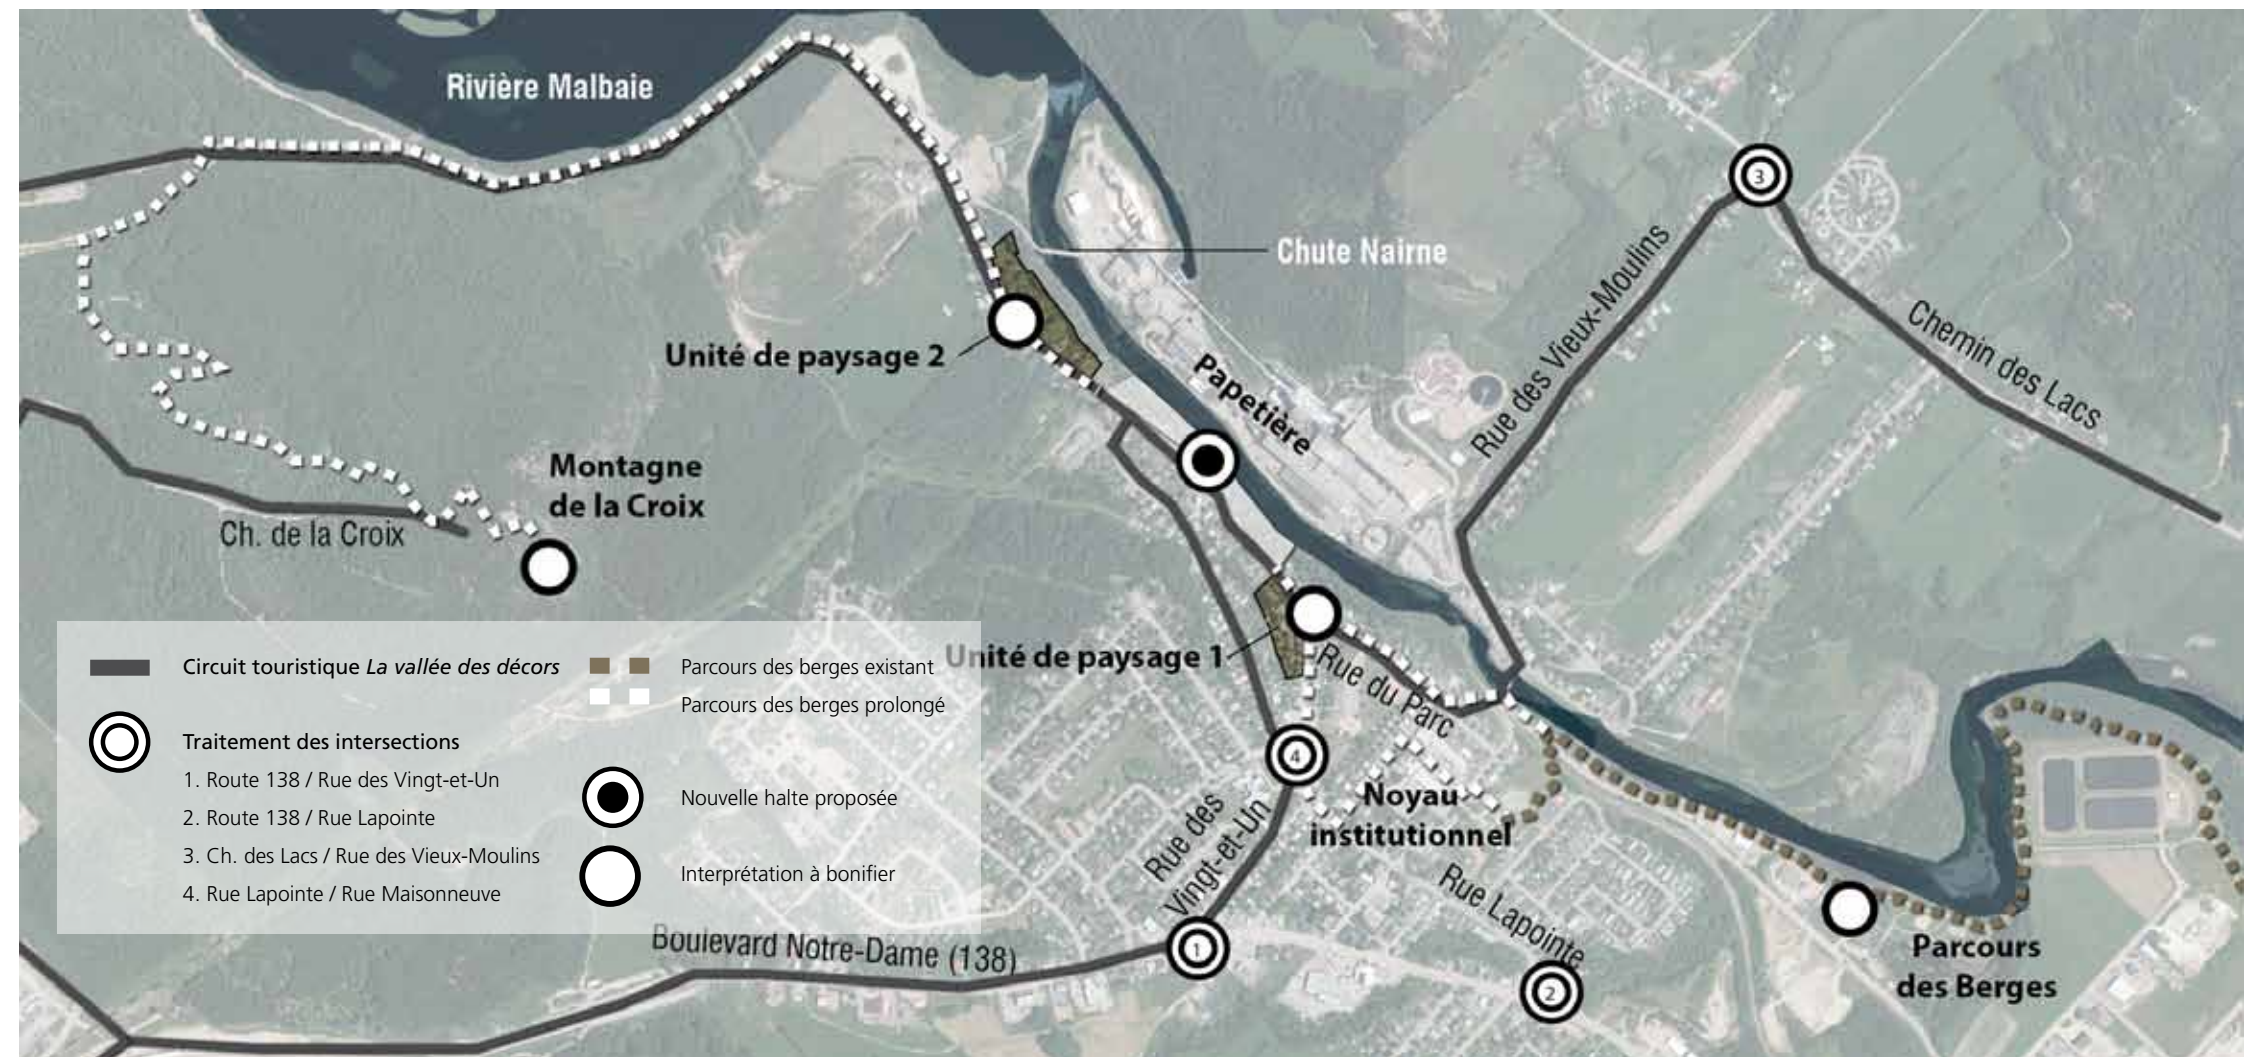 Rivière Malbaie
3
Chute Nairne
Rue des Vieux-Moulins
Chemin des Lacs
Unité de paysage 2
Papetière
Montagne
de la Croix
Ch. de la Croix
Unité de paysage 1
Rue du Parc
4
Noyau
institutionnel
Rue des
Vingt-et-Un
Rue Lapointe
Boulevard Notre-Dame (138)
1
2
Parcours
des Berges
Circuit touristique La vallée des décors
Traitement des intersections
1. Route 138 / Rue des Vingt-et-Un
2. Route 138 / Rue Lapointe
3. Ch. des Lacs / Rue des Vieux-Moulins
4. Rue Lapointe / Rue Maisonneuve
Parcours des berges existant
Parcours des berges prolongé
Nouvelle halte proposée
Interprétation à bonifier